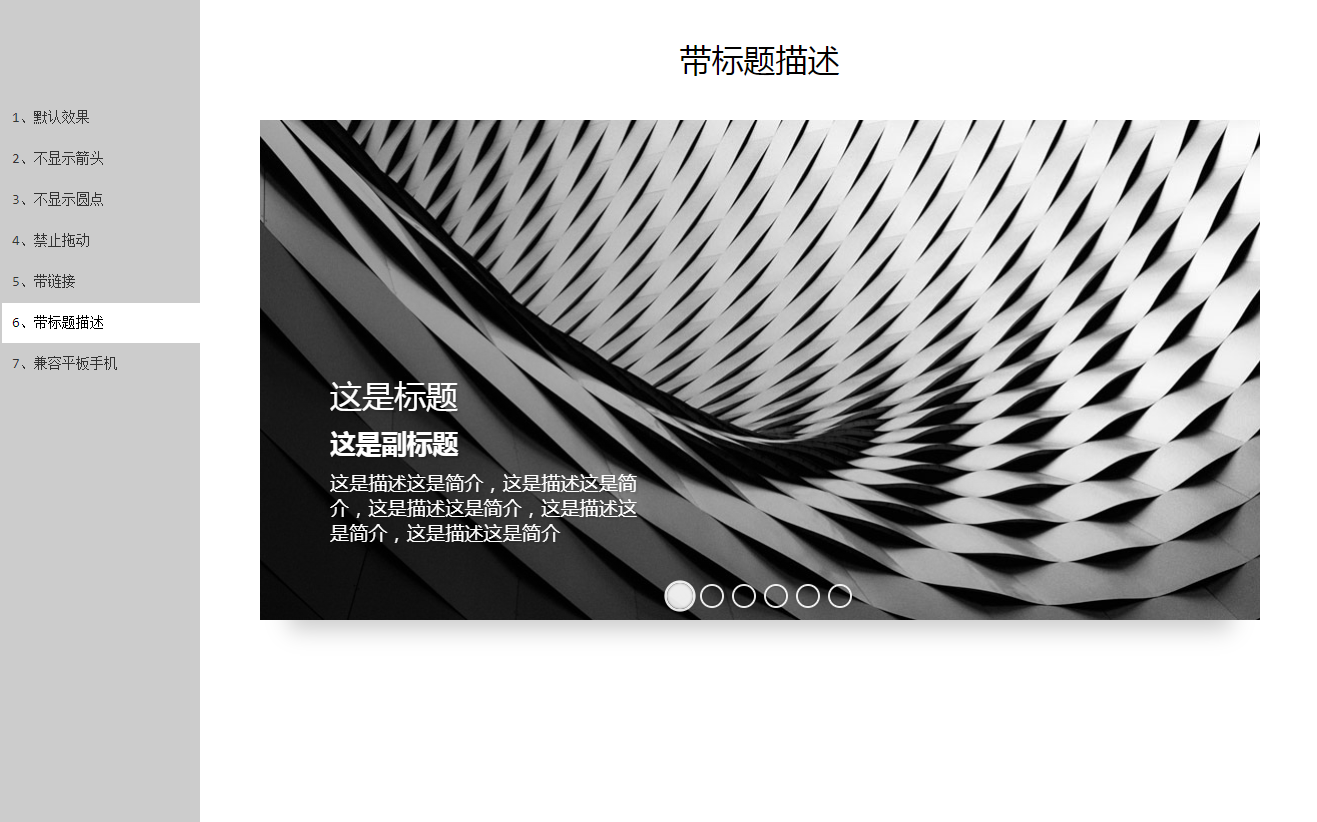 带标题描述
1、默认效果
2、不显示箭头
3、不显示圆点
4、禁止拖动
5、带链接
6、带标题描述
7、兼容平板手机
这是标题
这是副标题
这是描述这是简介，这是描述这是简
介，这是描述这是简介，这是描述这
是简介，这是描述这是简介